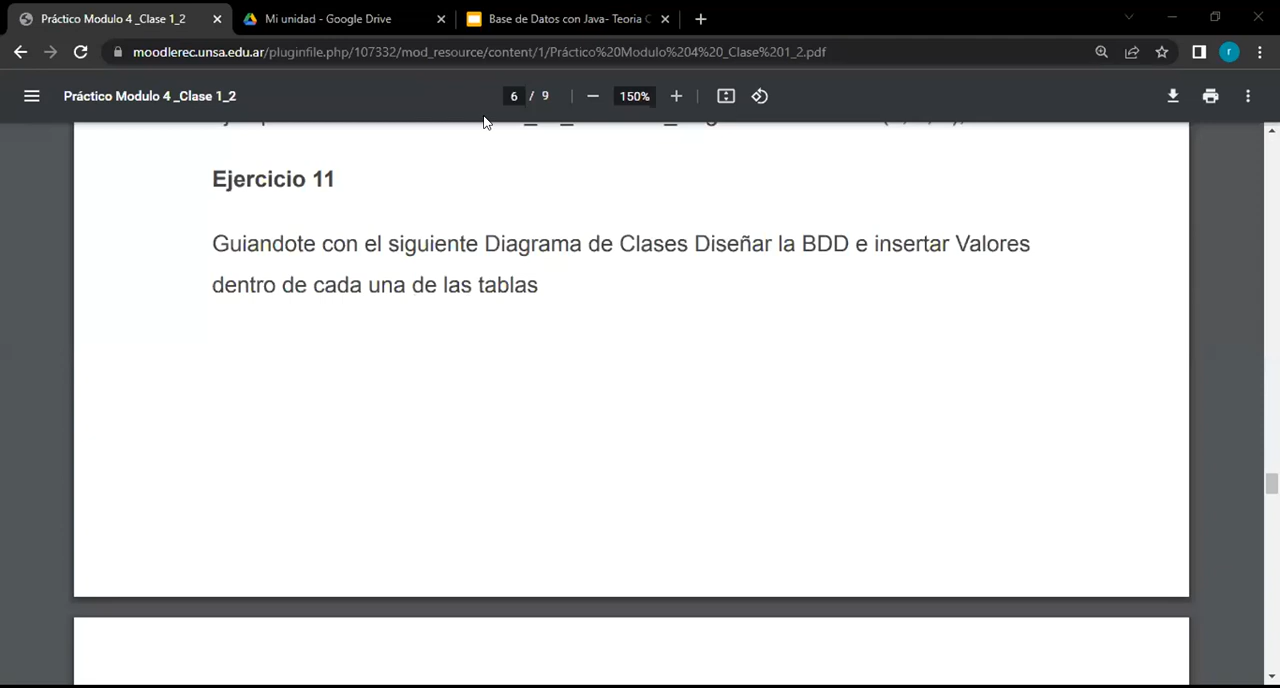 Práctico Modulo 4 _Clase 1_2
Mi unidad - Google Drive
Base de Datos con Java- Teoria C
moodlerec.unsa.edu.ar/pluginfile.php/107332/mod_resource/content/1/Práctico%20Modulo%204%20_Clase%201_2.pdf
r
Práctico Modulo 4 _Clase 1_2
6 / 9
150%
Ejercicio 11
Guiandote con el siguiente Diagrama de Clases Diseñar la BDD e insertar Valores
dentro de cada una de las tablas